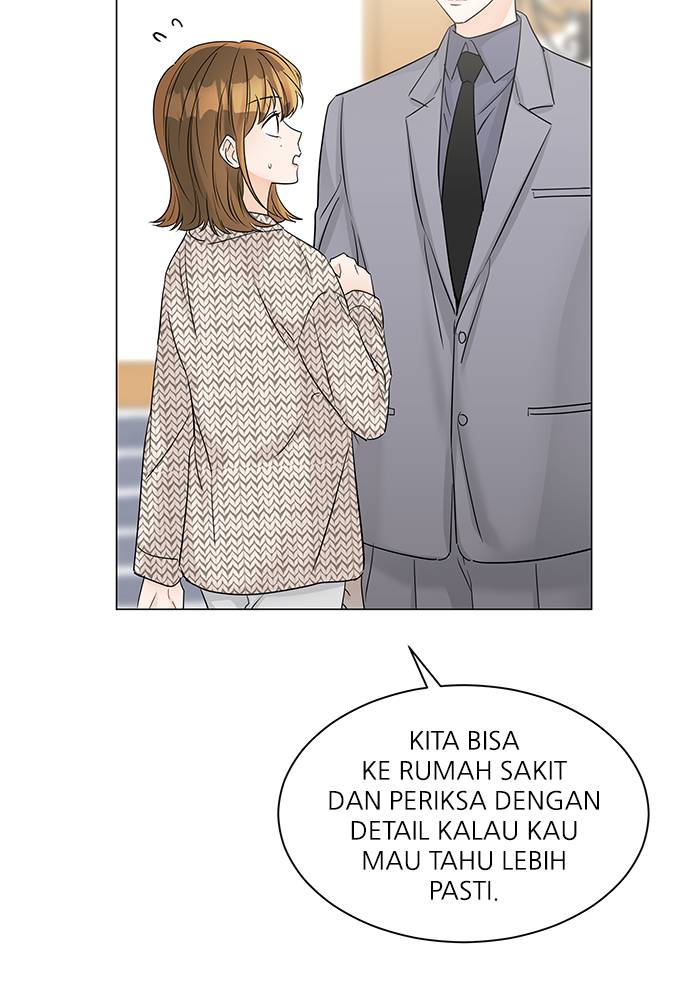 KITA BISA
KE RUMAH SAKIT
DAN PERIKSA DENGAN
DETAIL KALAU KAU
MAU TAHU LEBIH
PASTI.